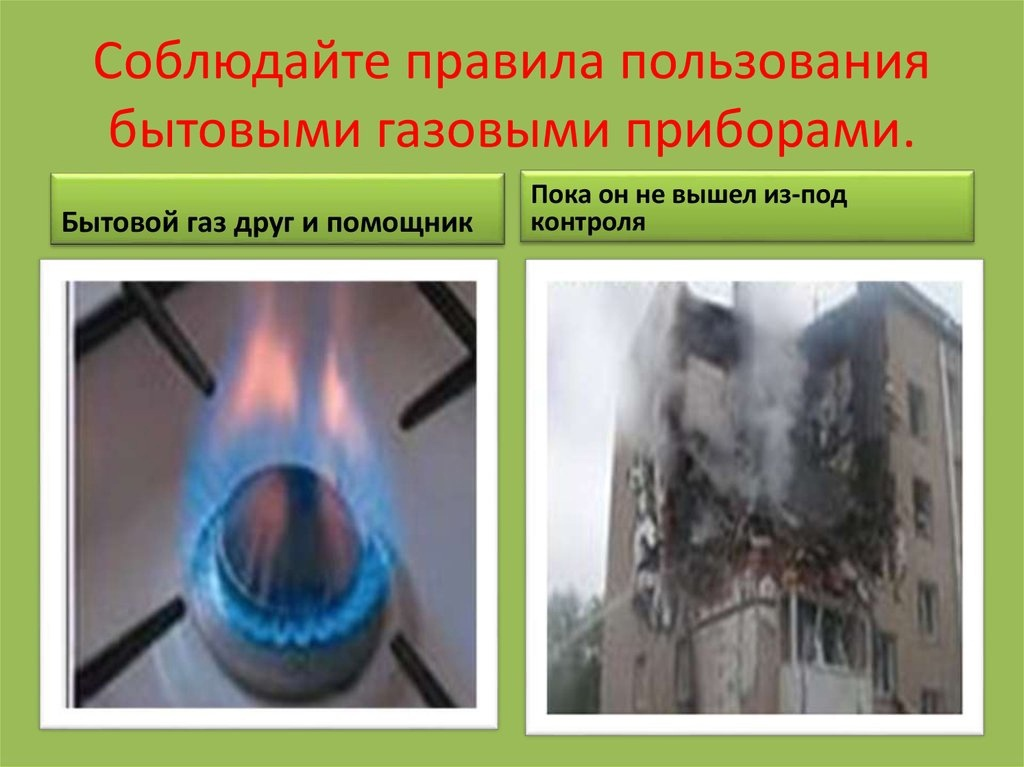 Соблюдайте правила пользования
бытовыми газовыми приборами.
Бытовой газ друг и помощник
Пока он не вышел из-под
контроля